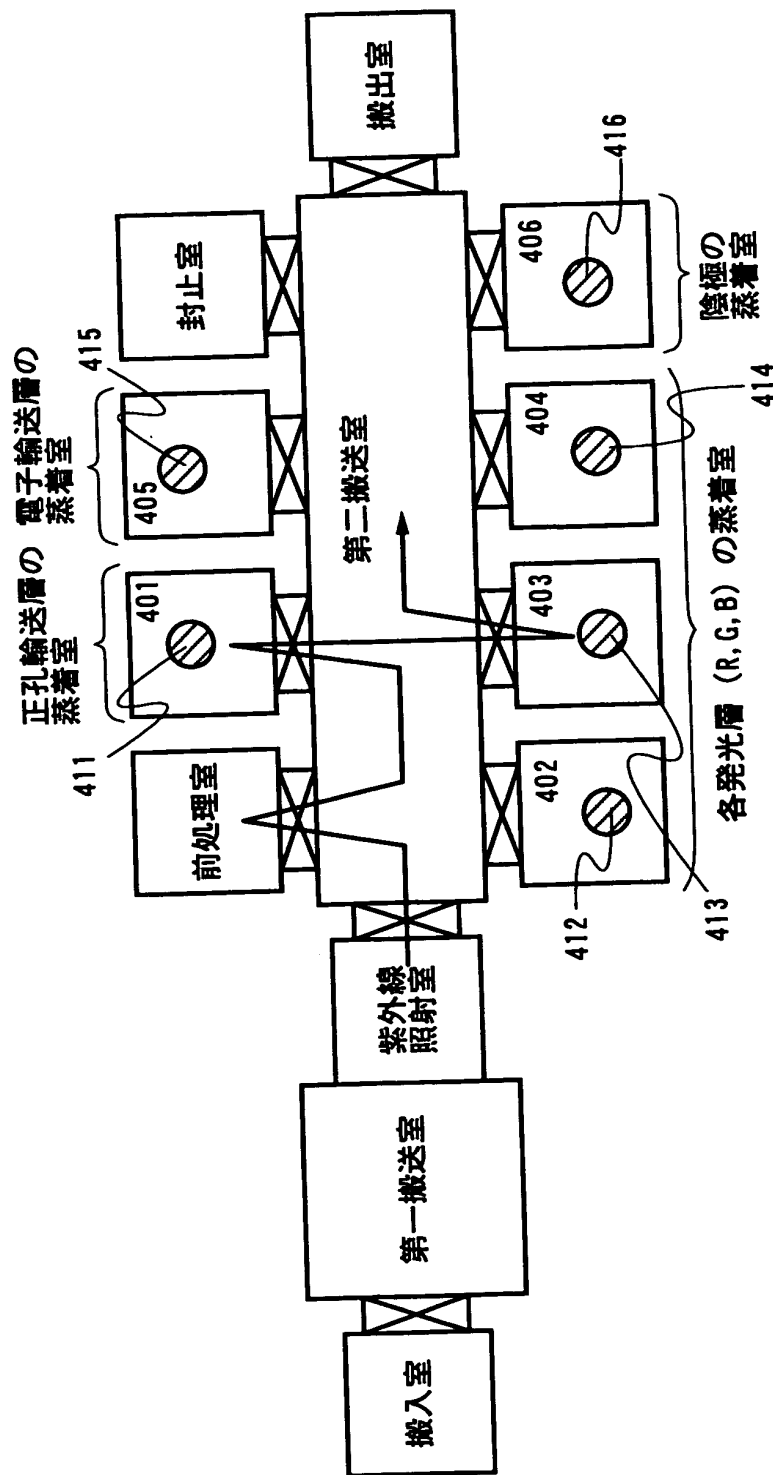 搬入室
第一搬送室
紫外線
照射室
前処理室
正孔輸送層の
蒸着室
401
411
電子輸送層の
蒸着室
405
415
封止室
第二搬送室
搬出室
402
412
403
413
404
414
各発光層 (R,G,B) の蒸着室
406
416
陰極の
蒸着室